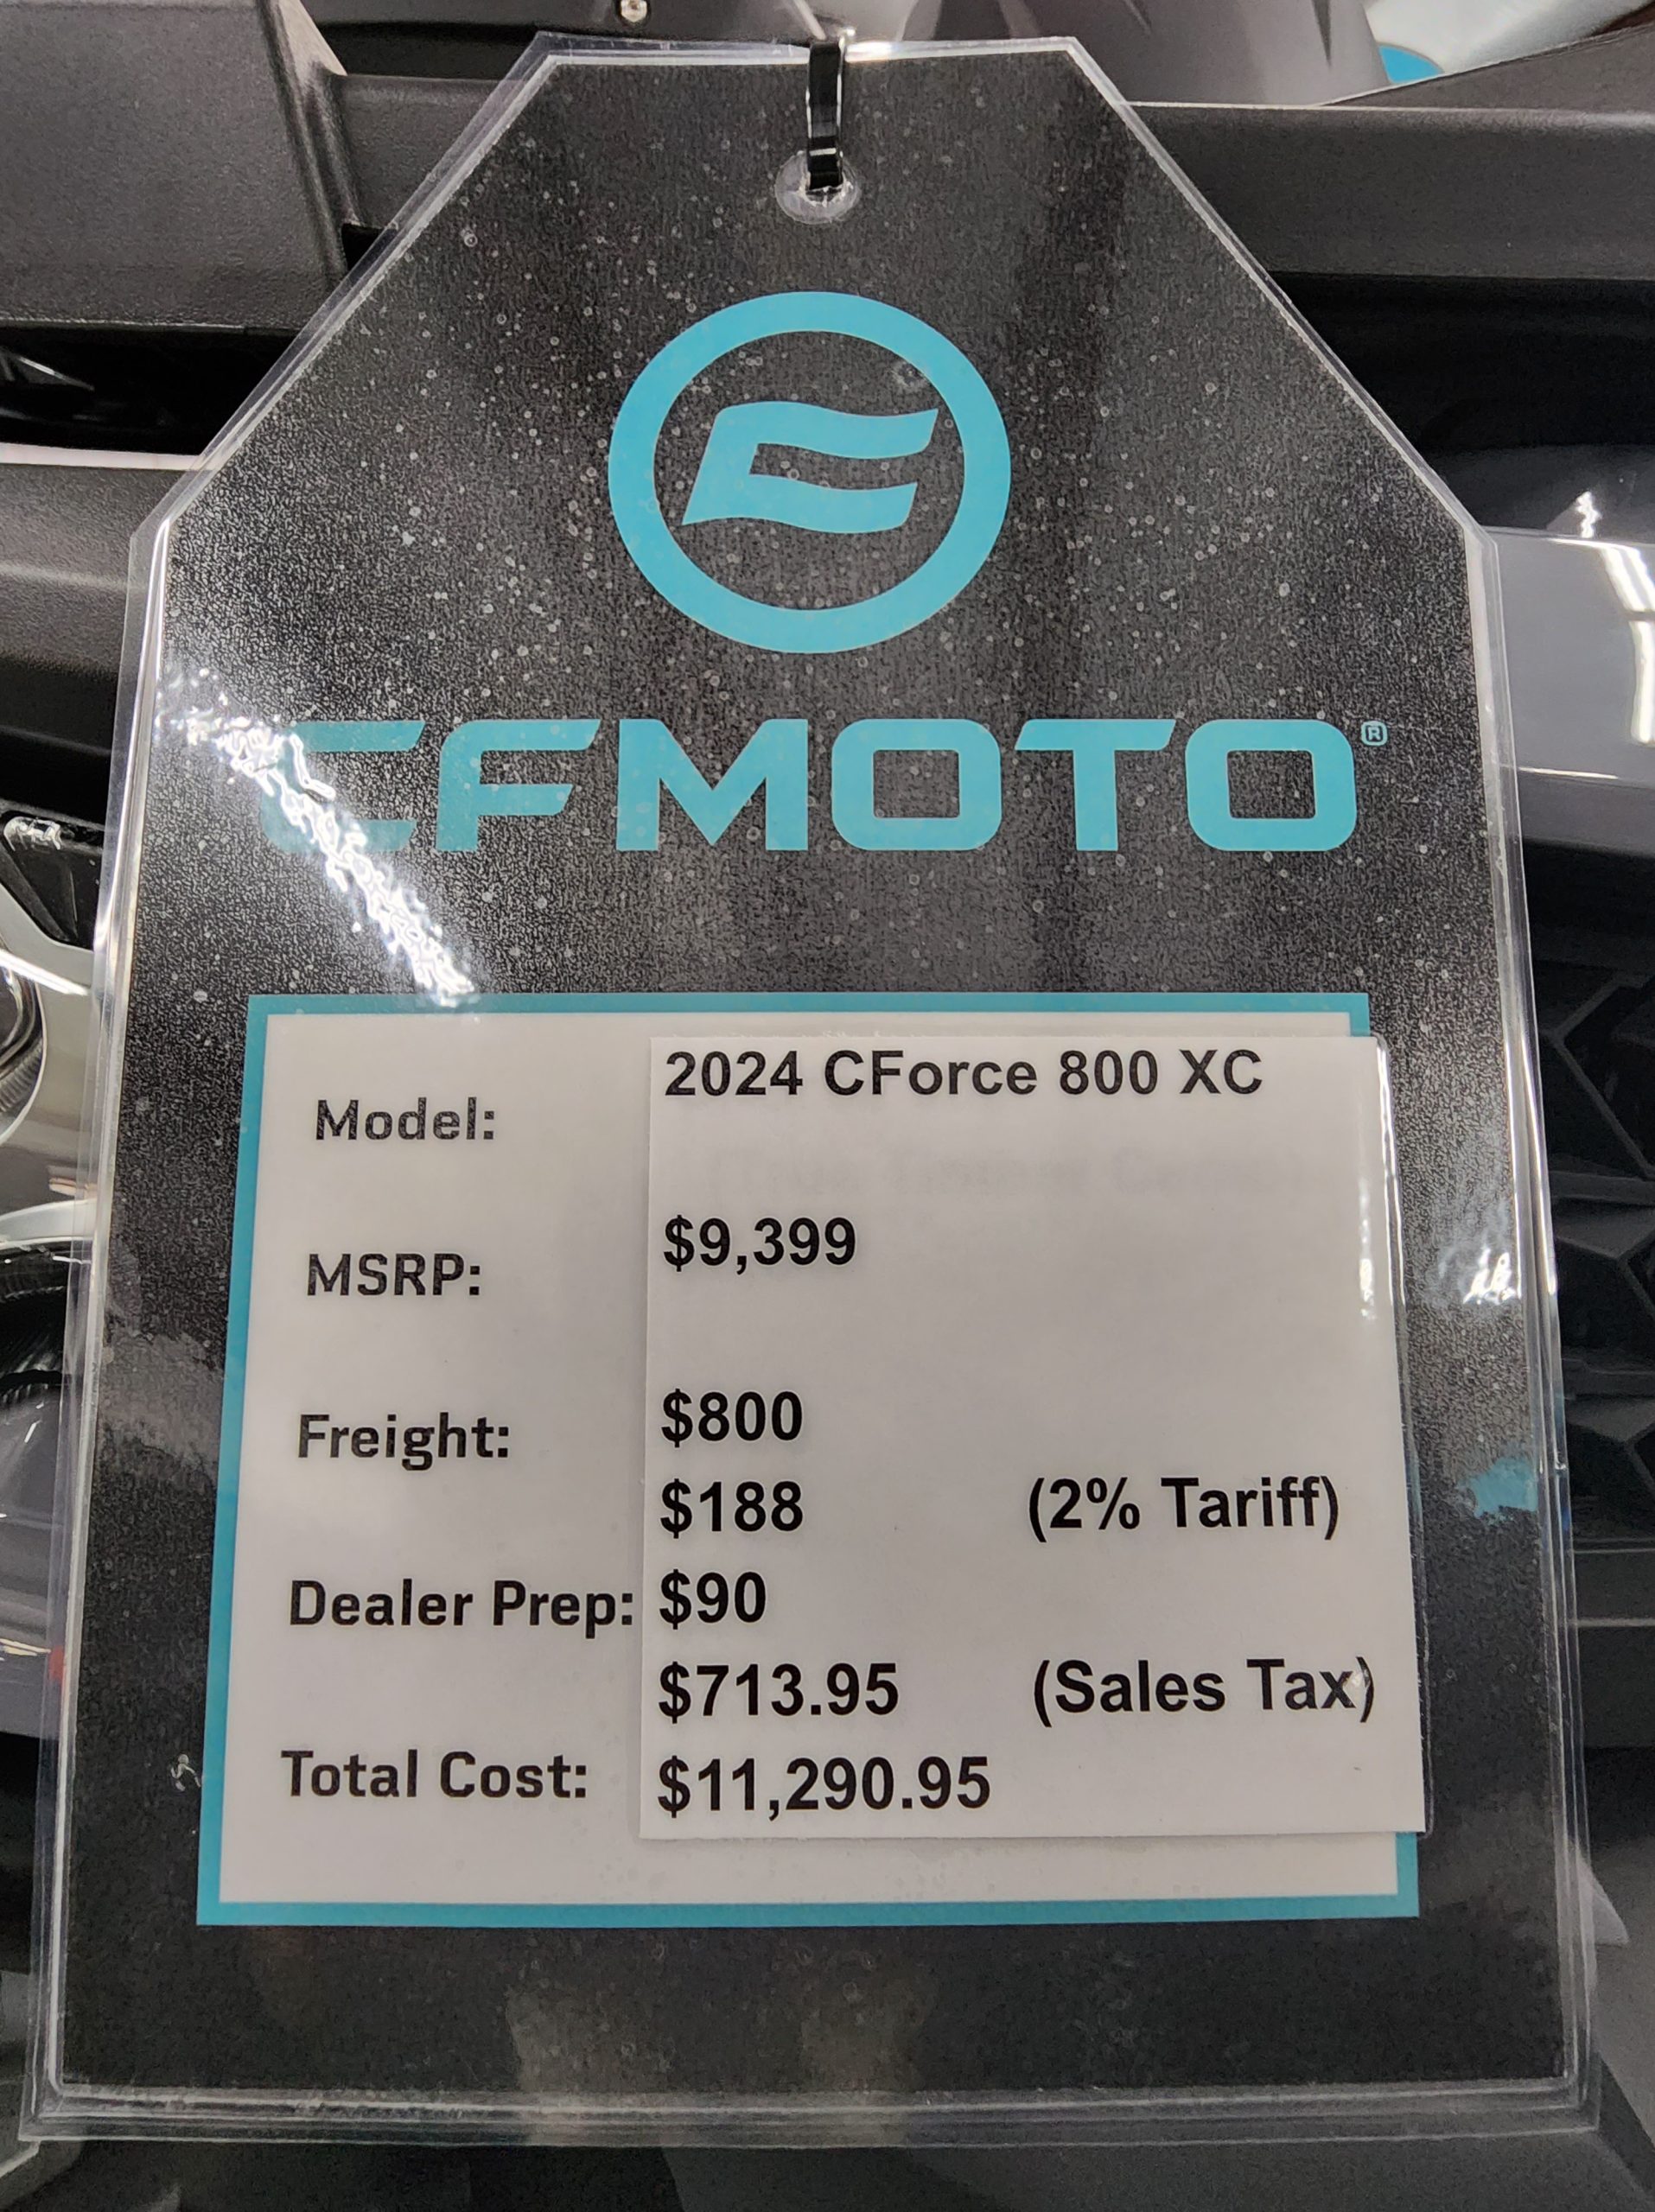 CFMOTO®
Model: 2024 CForce 800 XC
MSRP: $9,399
Freight: $800
$188 (2% Tariff)
Dealer Prep: $90
$713.95 (Sales Tax)
Total Cost: $11,290.95